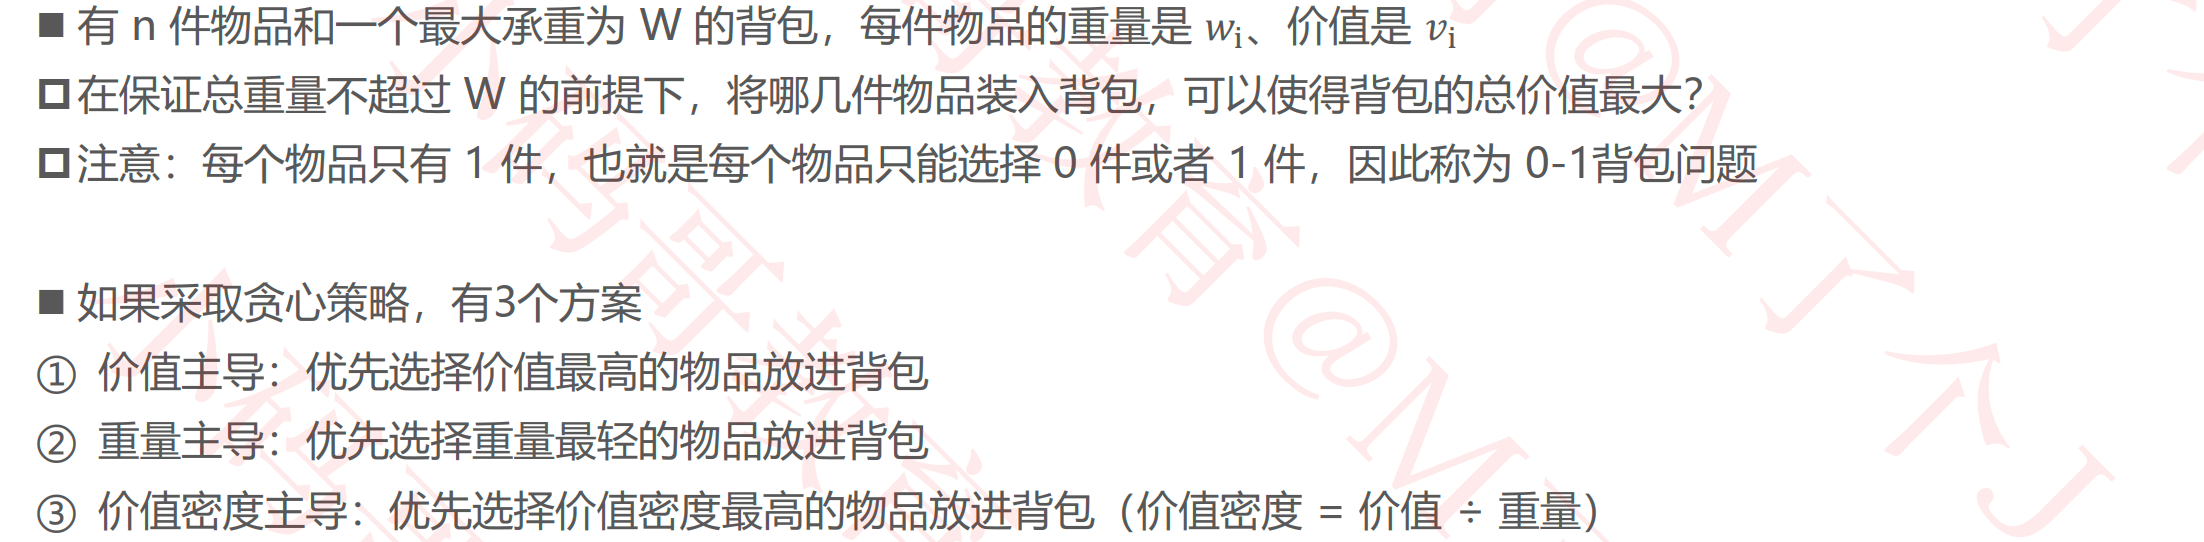 ■ 有 n 件物品和一个最大承重为 W 的背包，每件物品的重量是 wi、价值是 vi
在保证总重量不超过 W 的前提下，将哪几件物品装入背包，可以使得背包的总价值最大？
注意：每个物品只有 1 件，也就是每个物品只能选择 0 件或者 1 件，因此称为 0-1背包问题
■ 如果采取贪心策略，有3个方案
① 价值主导：优先选择价值最高的物品放进背包
② 重量主导：优先选择重量最轻的物品放进背包
③ 价值密度主导：优先选择价值密度最高的物品放进背包（价值密度 = 价值 ÷ 重量）